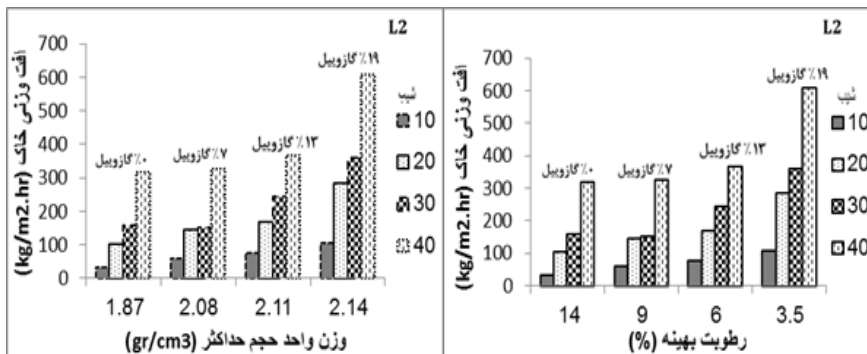 L2
افت وزنی خاک (kg/m2.hr)
700
600
500
400
300
200
100
0
٪۰ گازوییل
٪۷ گازوییل
٪۱۳ گازوییل
٪۱۹ گازوییل
شیب
10
20
30
40
1.87 2.08 2.11 2.14
وزن واحد حجم حداکثر (gr/cm3)
L2
افت وزنی خاک (kg/m2.hr)
700
600
500
400
300
200
100
0
٪۰ گازوییل
٪۷ گازوییل
٪۱۳ گازوییل
٪۱۹ گازوییل
شیب
10
20
30
40
14 9 6 3.5
رطوبت بهینه (%)